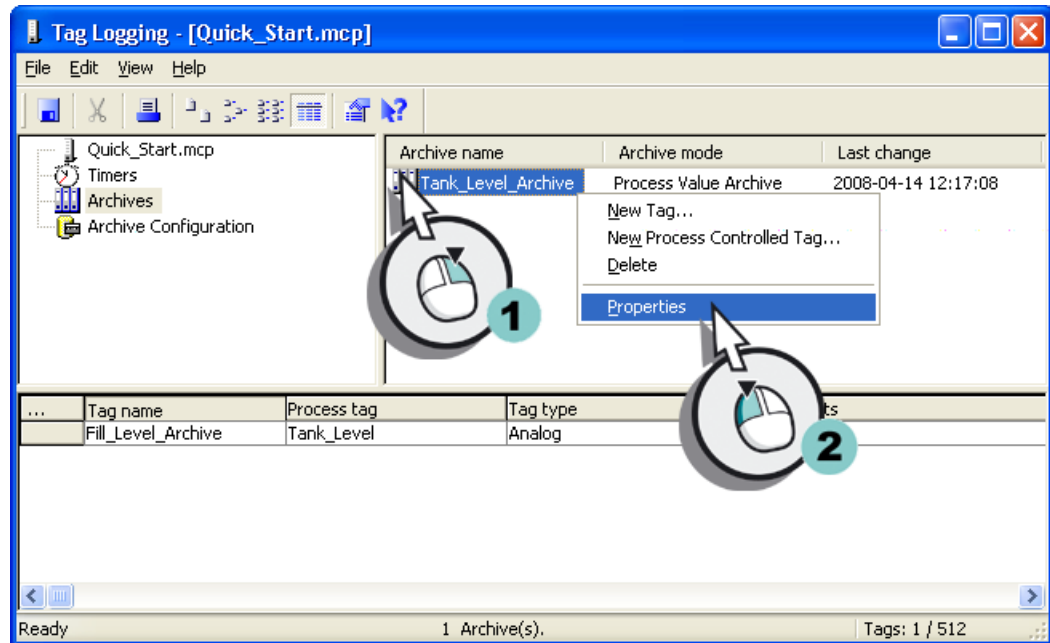 Tag Logging - [Quick_Start.mcp]
File Edit View Help
Quick_Start.mcp
Timers
Archives
Archive Configuration
Archive name Archive mode Last change
Tank_Level_Archive Process Value Archive 2008-04-14 12:17:08
New Tag...
New Process Controlled Tag...
Delete
Properties
1
2
... Tag name Process tag Tag type ts
Fill_Level_Archive Tank_Level Analog
Ready 1 Archive(s). Tags: 1 / 512